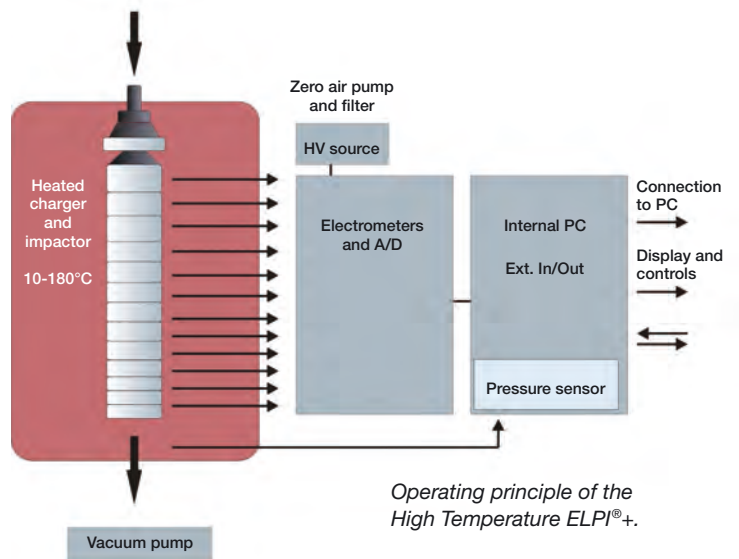 Zero air pump
and filter
HV source
Heated
charger
and
impactor
10-180°C
Electrometers
and A/D
Internal PC
Ext. In/Out
Pressure sensor
Connection
to PC
Display and
controls
Vacuum pump
Operating principle of the
High Temperature ELPI®+.